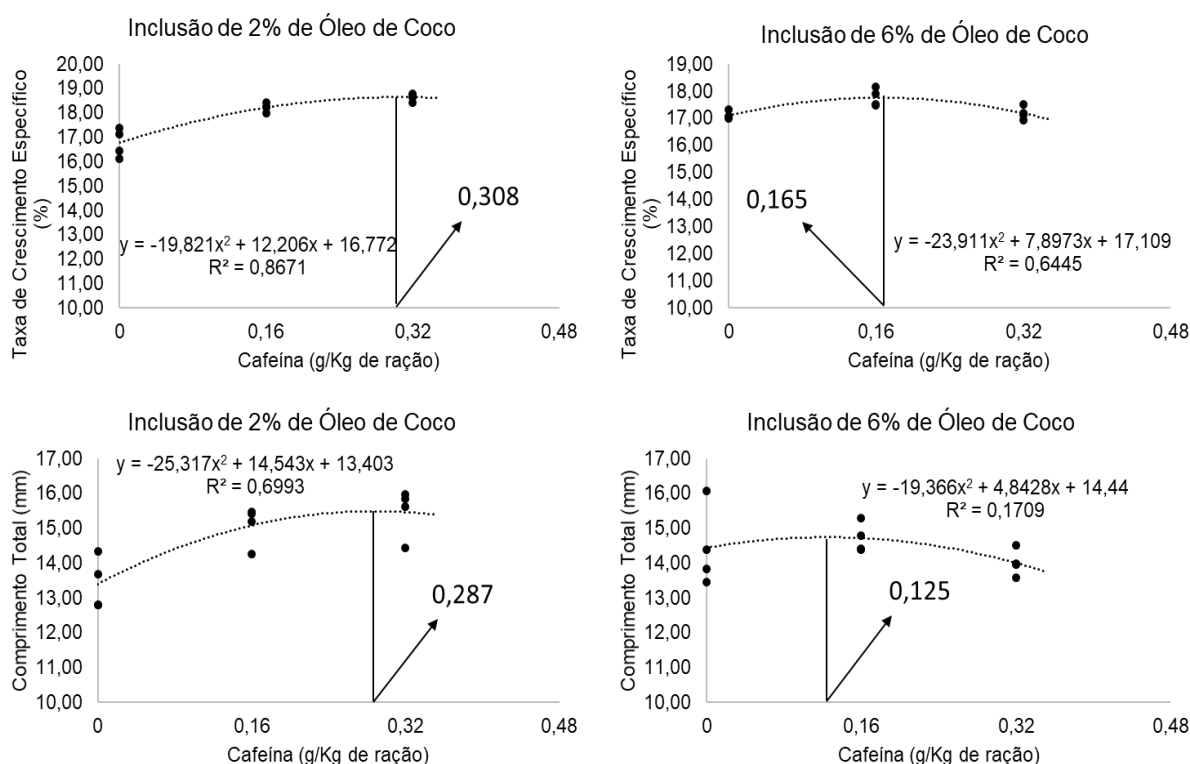 Inclusão de 2% de Óleo de Coco
Taxa de Crescimento Específico
(%)
20,00
19,00
18,00
17,00
16,00
15,00
14,00
13,00
12,00
11,00
10,00
0,308
y = -19,821x² + 12,206x + 16,772
R² = 0,8671
0
0,16
0,32
0,48
Cafeína (g/Kg de ração)
Inclusão de 6% de Óleo de Coco
Taxa de Crescimento Específico
(%)
19,00
18,00
17,00
16,00
15,00
14,00
13,00
12,00
11,00
10,00
0,165
y = -23,911x² + 7,8973x + 17,109
R² = 0,6445
0
0,16
0,32
0,48
Cafeína (g/Kg de ração)
Inclusão de 2% de Óleo de Coco
Comprimento Total (mm)
17,00
16,00
15,00
14,00
13,00
12,00
11,00
10,00
y = -25,317x² + 14,543x + 13,403
R² = 0,6993
0,287
0
0,16
0,32
0,48
Cafeína (g/Kg de ração)
Inclusão de 6% de Óleo de Coco
Comprimento Total (mm)
17,00
16,00
15,00
14,00
13,00
12,00
11,00
10,00
y = -19,366x² + 4,8428x + 14,44
R² = 0,1709
0,125
0
0,16
0,32
0,48
Cafeína (g/Kg de ração)